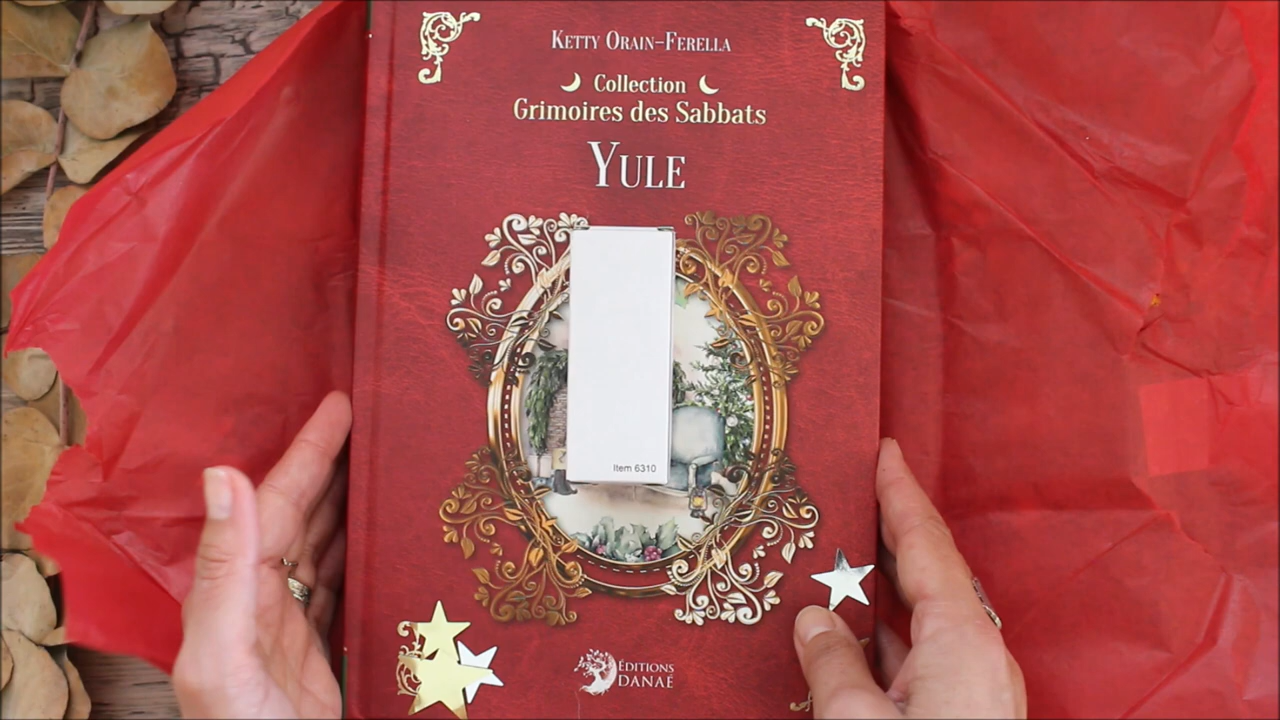 Ketty Orain-Ferella
Collection
Grimoires des Sabbats
Yule
Item 6310
Éditions
Danaé